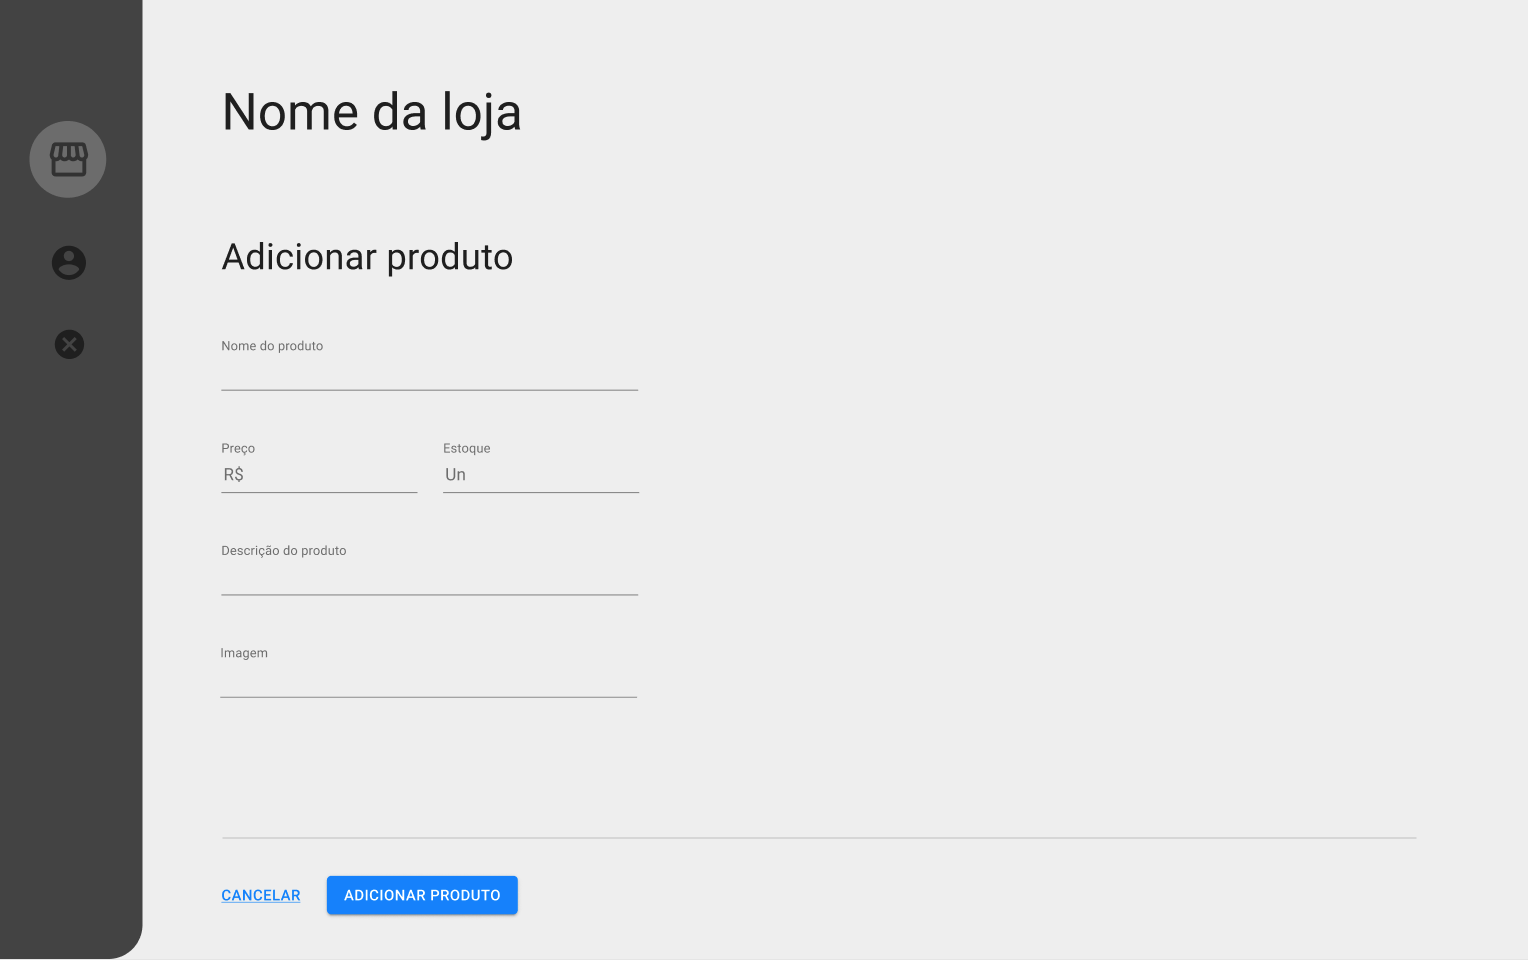 Nome da loja
Adicionar produto
Nome do produto
Preço
Estoque
R$
Un
Descrição do produto
Imagem
CANCELAR
ADICIONAR PRODUTO